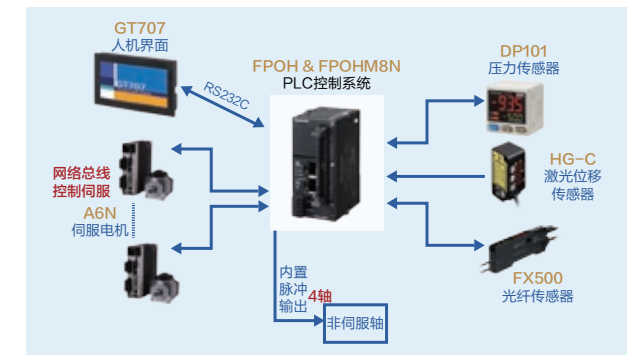 GT707
人机界面
GT707
RS232C
FPOH & FPOHM8N
PLC控制系统
DP101
压力传感器
-935
HG-C
激光位移
传感器
FX500
光纤传感器
网络总线
控制伺服
A6N
伺服电机
内置
脉冲
输出
4轴
非伺服轴